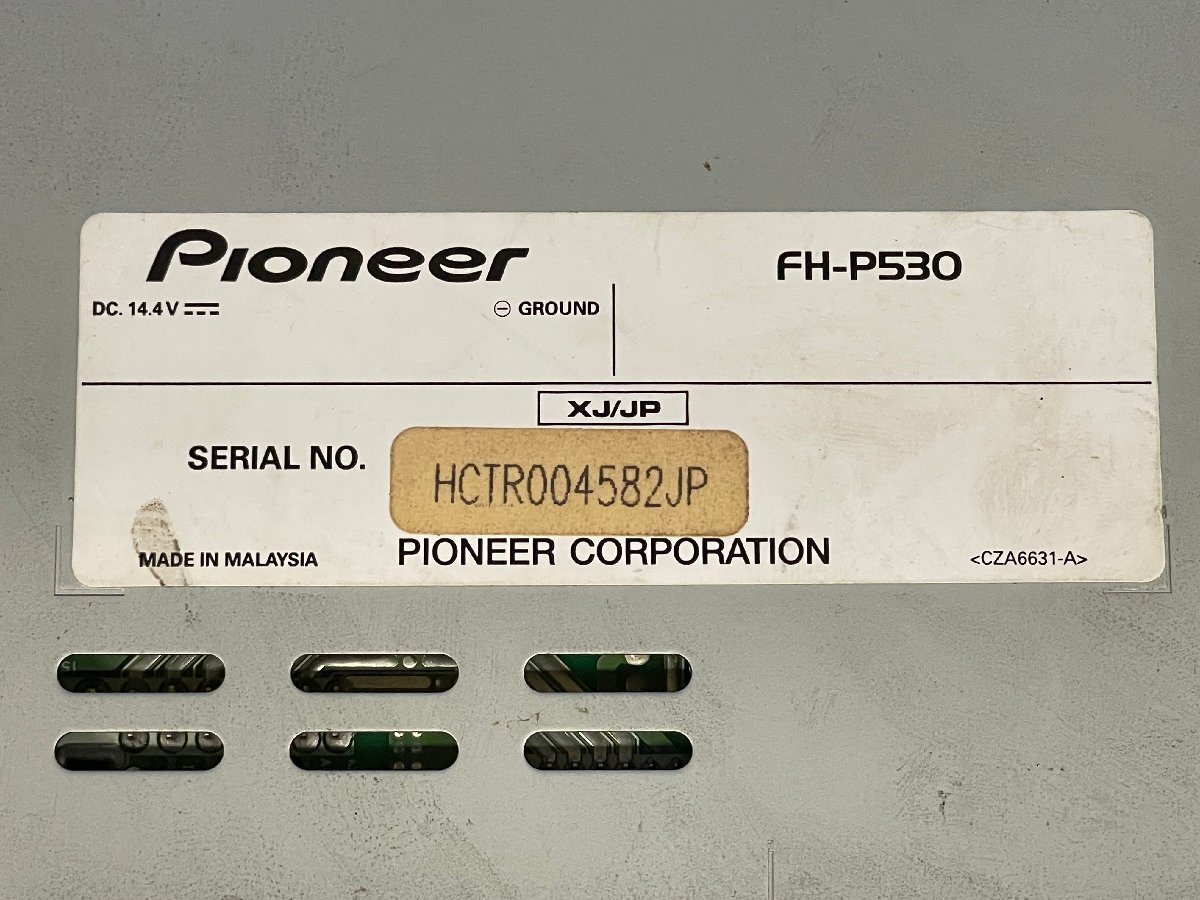 Pioneer
FH-P530
DC. 14.4 V ⎓
⊖ GROUND
XJ/JP
SERIAL NO.
HCTR004582JP
MADE IN MALAYSIA
PIONEER CORPORATION
<CZA6631-A>